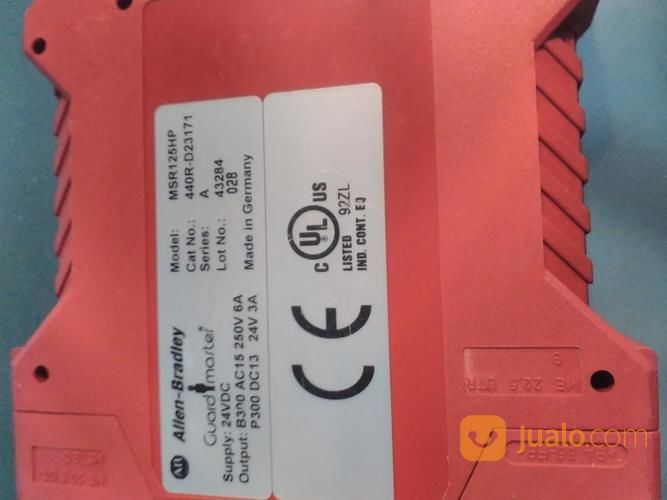 AB Allen-Bradley
Guardmaster
Supply: 24VDC
Output: B300 AC15 250V 6A
P300 DC13 24V 3A
Model: MSR125HP
Cat No.: 440R-D23171
Series: A
Lot No.: 43284
028
Made in Germany
CE
C UL US
LISTED 92ZL
IND. CONT. EQ
ME 22,5 UTR
jualo.com